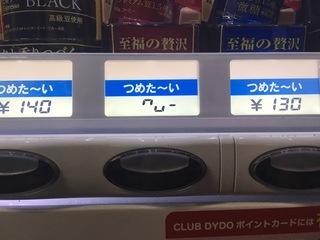 BLACK
高級豆使用
微糖
至福の贅沢
至福の贅沢
つめた〜い
つめた〜い
つめた〜い
¥140
¥130
CLUB DYDO ポイントカードには